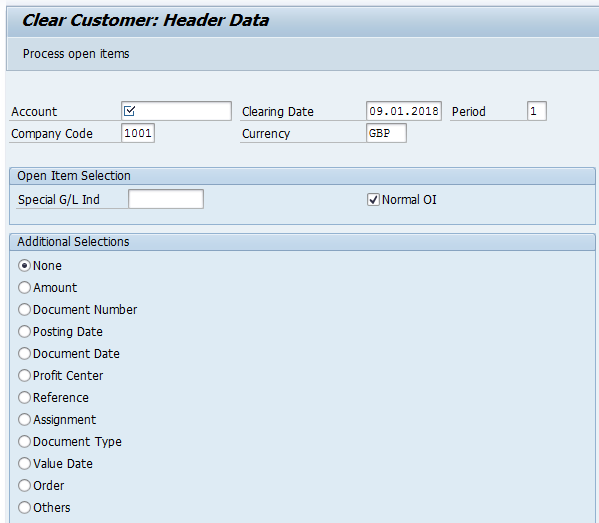 Clear Customer: Header Data
Process open items
Account Clearing Date 09.01.2018 Period 1
Company Code 1001 Currency GBP
Open Item Selection
Special G/L Ind Normal OI
Additional Selections
None
Amount
Document Number
Posting Date
Document Date
Profit Center
Reference
Assignment
Document Type
Value Date
Order
Others